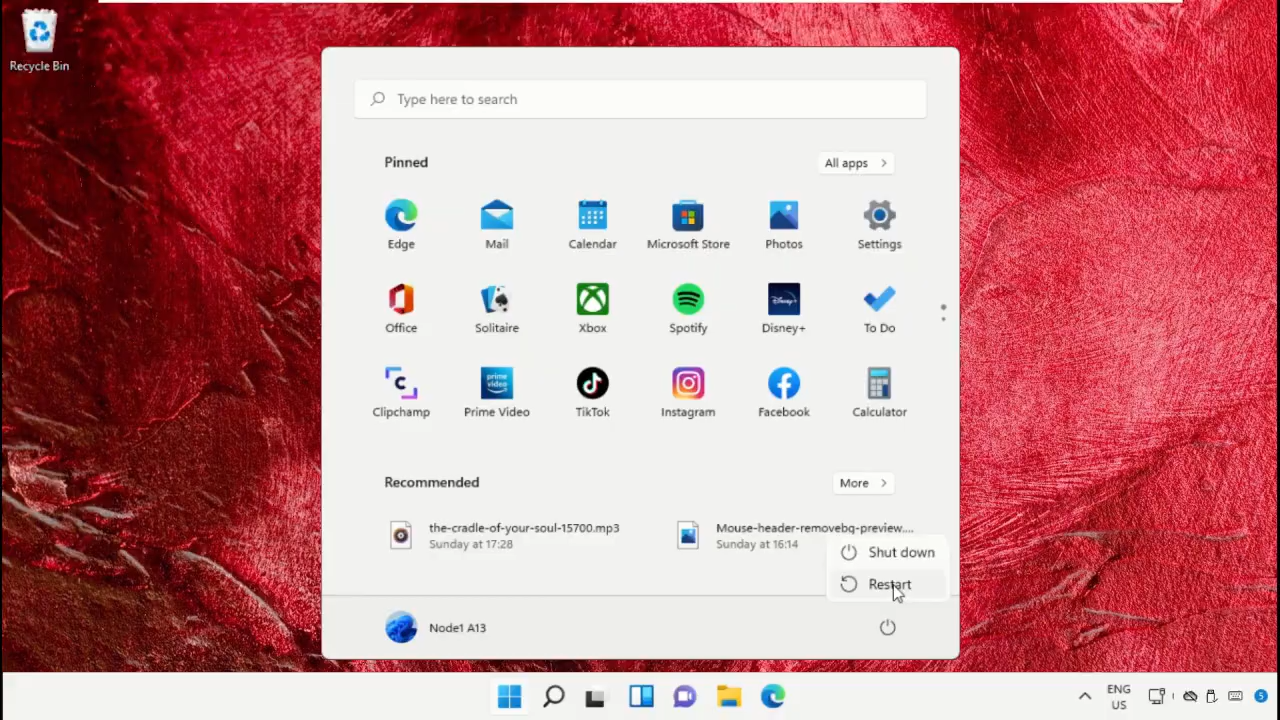 Recycle Bin
Type here to search
Pinned
All apps
Edge
Mail
Calendar
Microsoft Store
Photos
Settings
Office
Solitaire
Xbox
Spotify
Disney+
To Do
Clipchamp
prime video
Prime Video
TikTok
Instagram
Facebook
Calculator
Recommended
More
the-cradle-of-your-soul-15700.mp3
Sunday at 17:28
Mouse-header-removebg-preview....
Sunday at 16:14
Shut down
Restart
Node1 A13
ENG
US
5